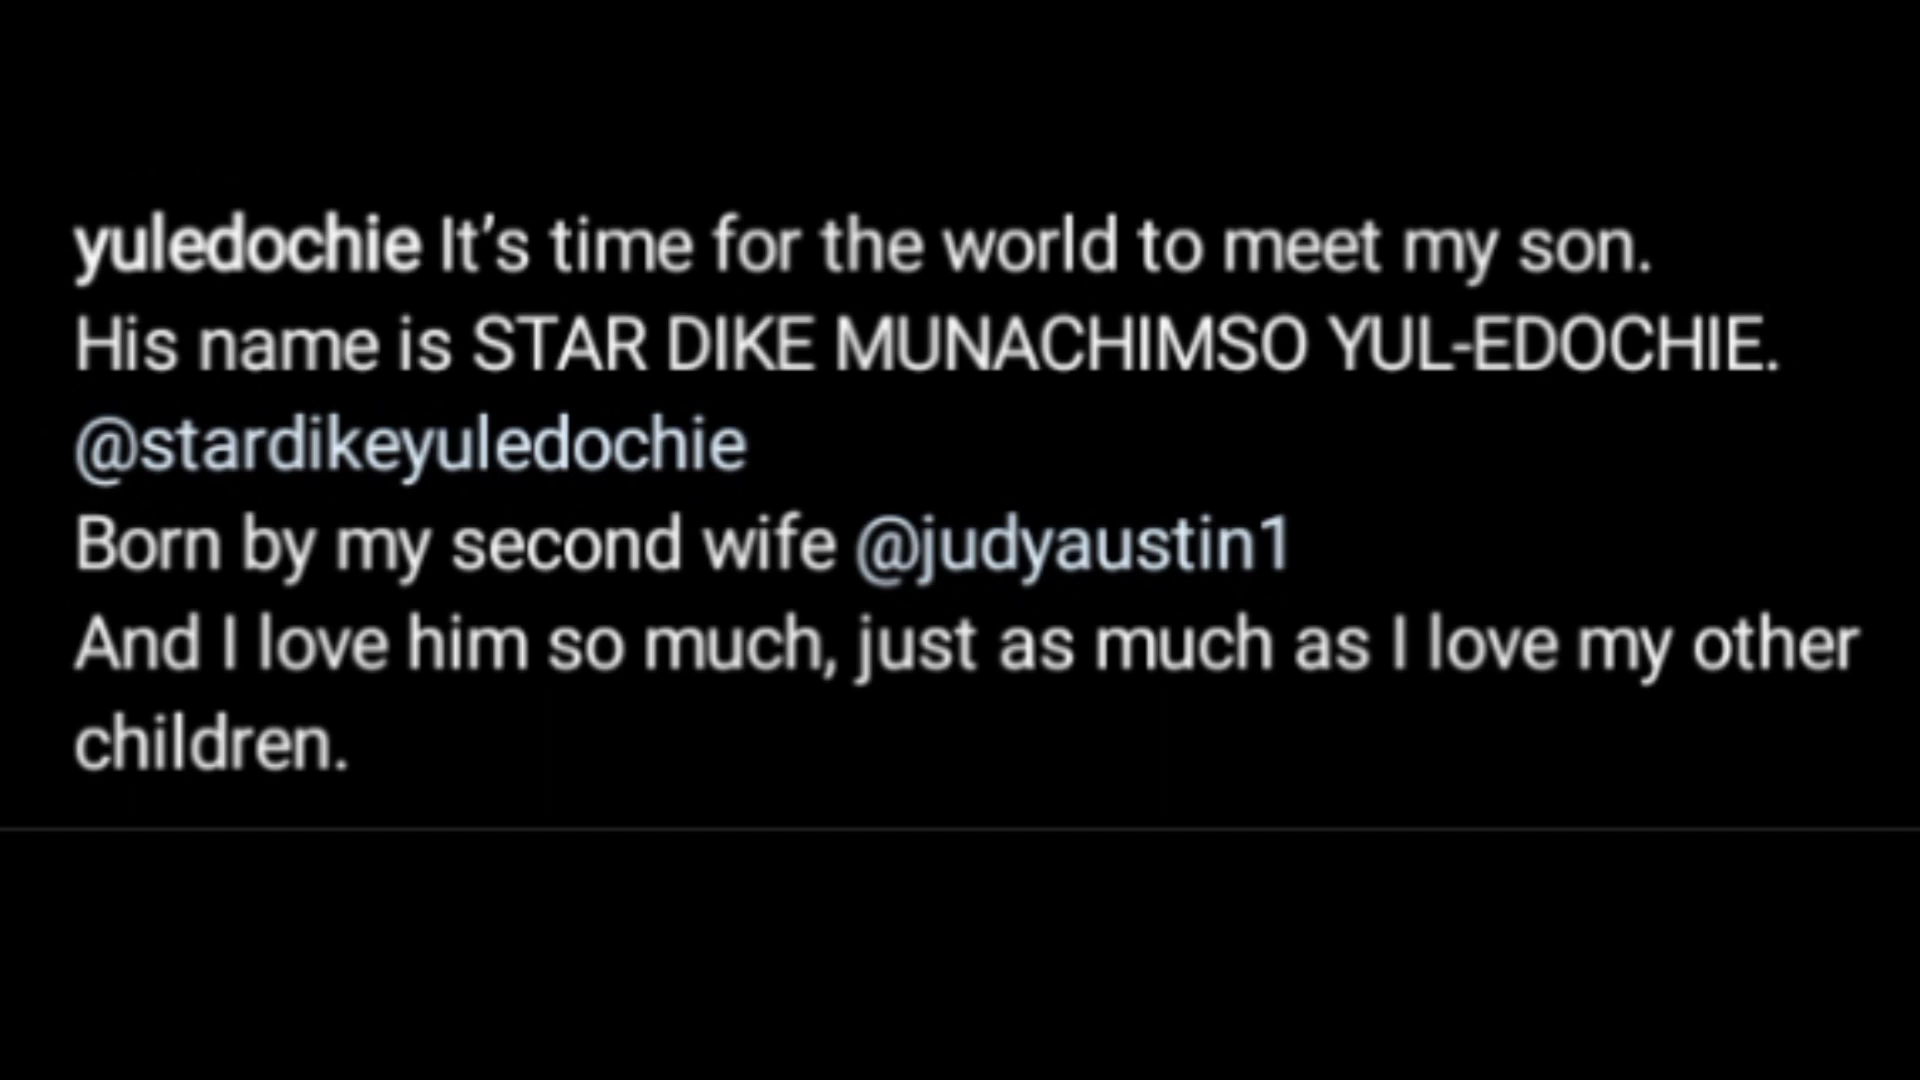 yuledochie It’s time for the world to meet my son.
His name is STAR DIKE MUNACHIMSO YUL-EDOCHIE.
@stardikeyuledochie
Born by my second wife @judyaustin1
And I love him so much, just as much as I love my other
children.